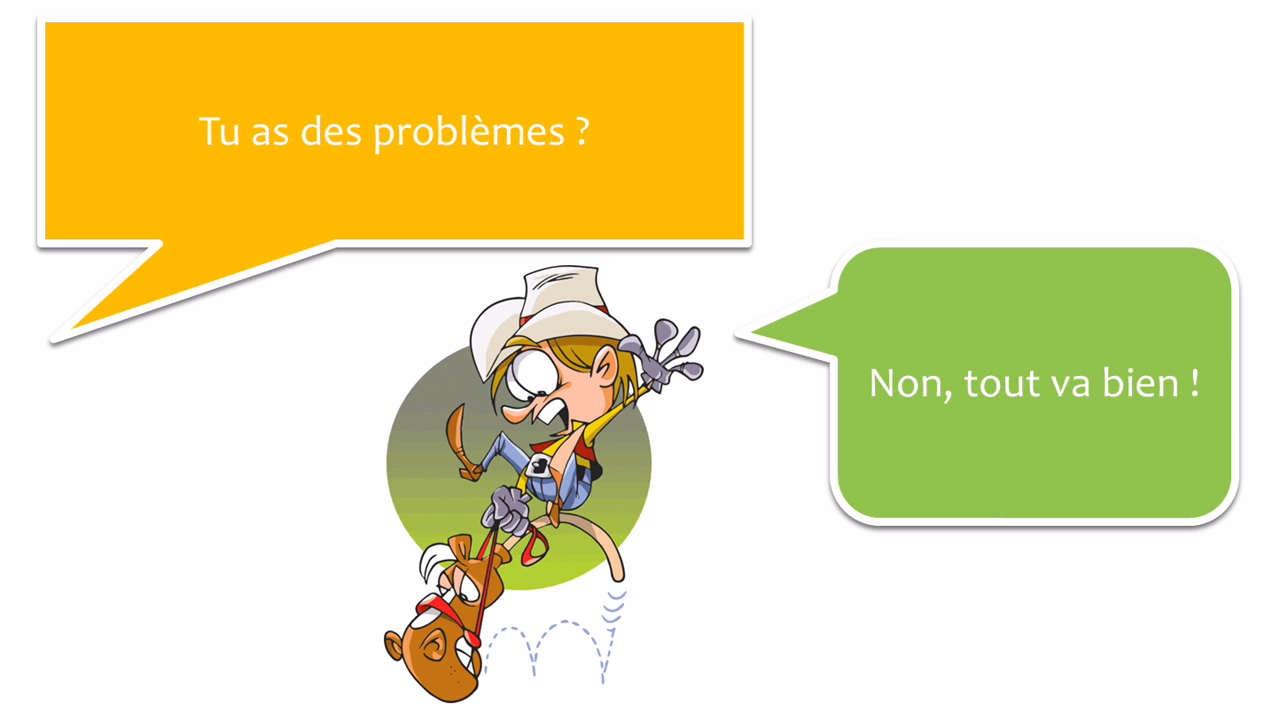 Tu as des problèmes ?
Non, tout va bien !